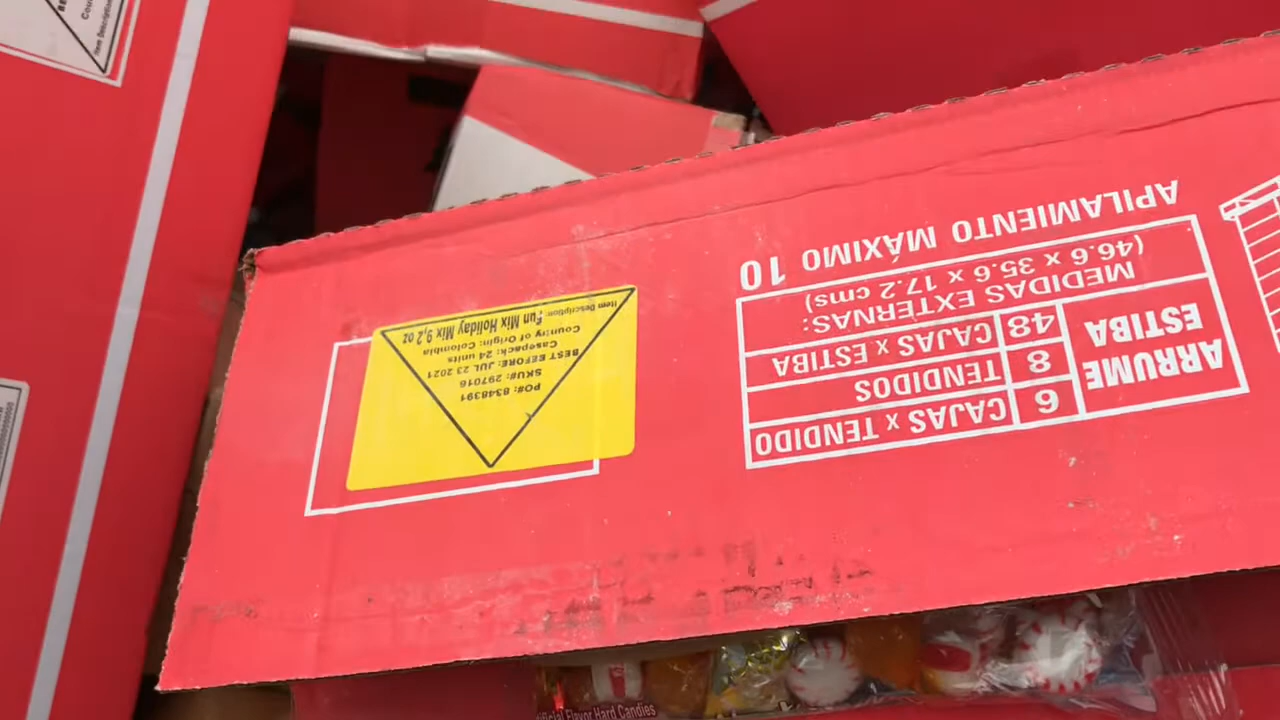 APILAMIENTO MÁXIMO 10
ARRUME
ESTIBA
6 CAJAS x TENDIDO
8 TENDIDOS
48 CAJAS x ESTIBA
MEDIDAS EXTERNAS:
(46.6 x 35.6 x 17.2 cms)
PO#: 8348391
SKU#: 297016
BEST BEFORE: JUL 23 2021
Casepack: 24 units
Country of Origin: Colombia
Item Description:
Fun Mix Holiday Mix 9,2 oz
Item Description
Flavor Hard Candies